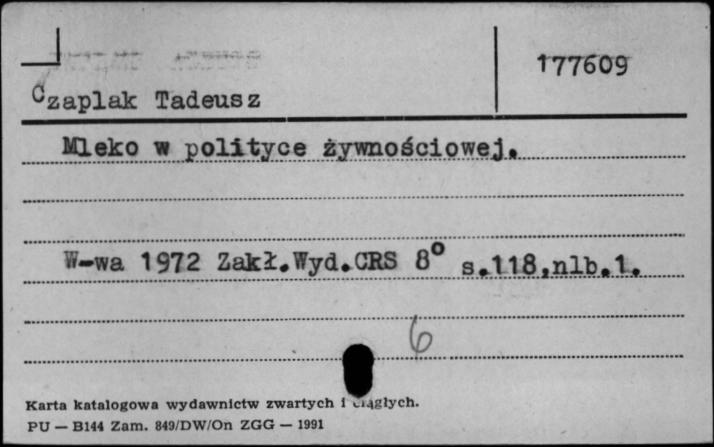 177609
Czaplak Tadeusz
Mleko w polityce żywnościowej.
W-wa 1972 Zakł.Wyd.CRS 8° s.118,nlb.1.
6
Karta katalogowa wydawnictw zwartych i ciągłych.
PU — B144 Zam. 849/DW/On ZGG — 1991